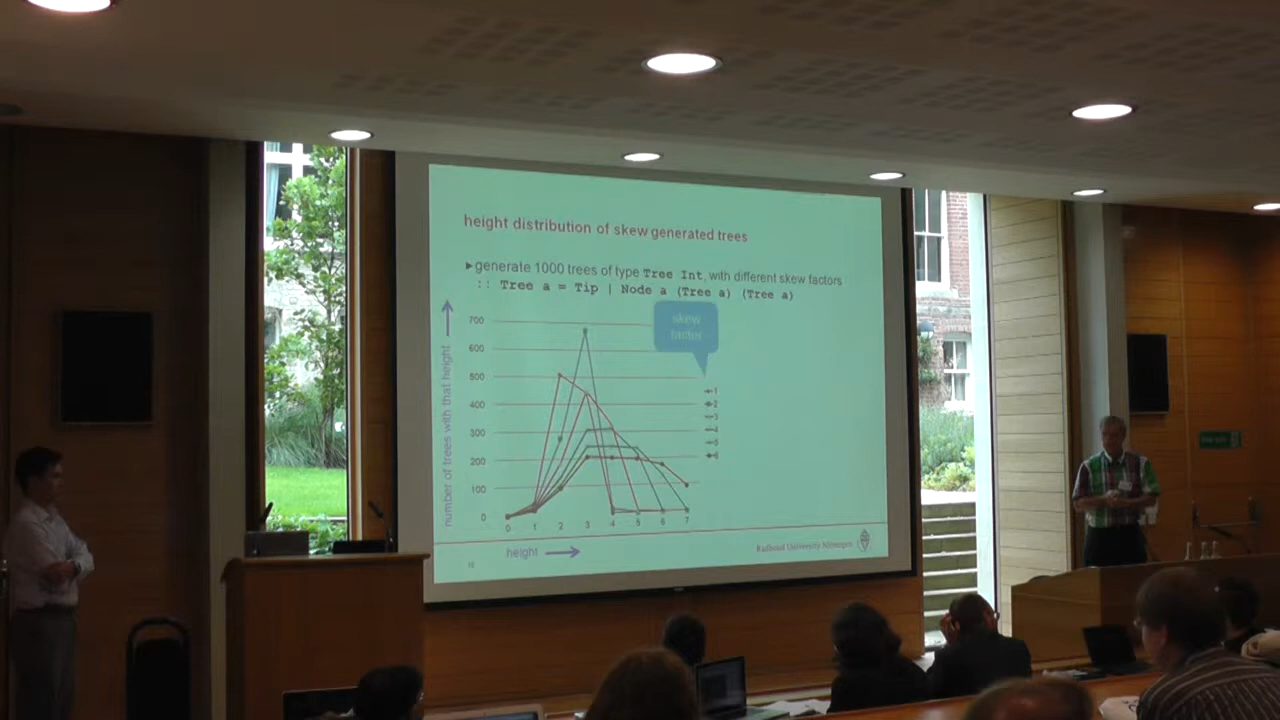 height distribution of skew generated trees
►generate 1000 trees of type Tree Int, with different skew factors
:: Tree a = Tip | Node a (Tree a) (Tree a)
skew
factor
number of trees with that height
700
600
500
400
300
200
100
0
0 1 2 3 4 5 6 7
1
2
3
4
5
6
height
Radboud University Nijmegen